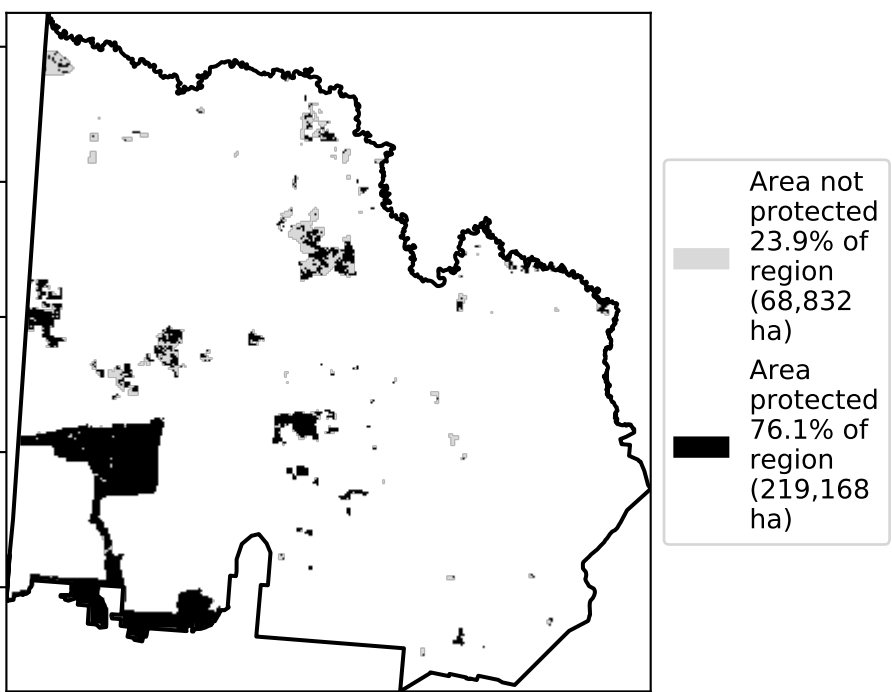 Area not
protected
23.9% of
region
(68,832
ha)
Area
protected
76.1% of
region
(219,168
ha)